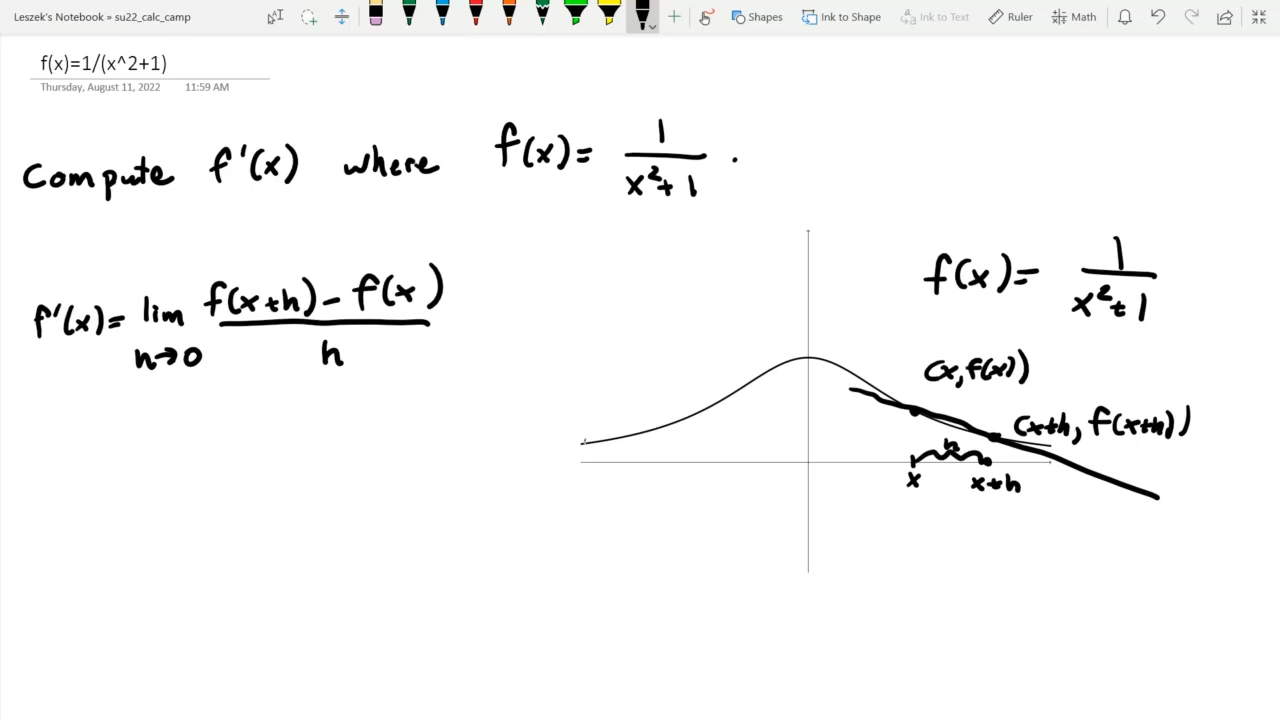 Leszek's Notebook » su22_calc_camp
Shapes Ink to Shape Ink to Text Ruler Math
f(x)=1/(x^2+1)
Thursday, August 11, 2022 11:59 AM
Compute f'(x) where f(x)= 1/(x²+1) .
f(x)= 1/(x²+1)
f'(x)= lim h→0 (f(x+h)-f(x))/h
(x,f(x))
(x+h, f(x+h))
h
x x+h